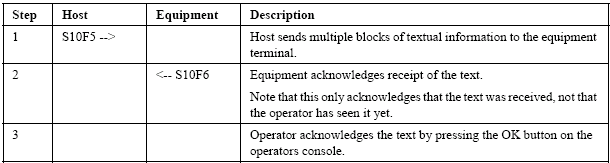 Step Host Equipment Description
1 S10F5 --> Host sends multiple blocks of textual information to the equipment
terminal.
2 <-- S10F6 Equipment acknowledges receipt of the text.
Note that this only acknowledges that the text was received, not that
the operator has seen it yet.
3 Operator acknowledges the text by pressing the OK button on the
operators console.